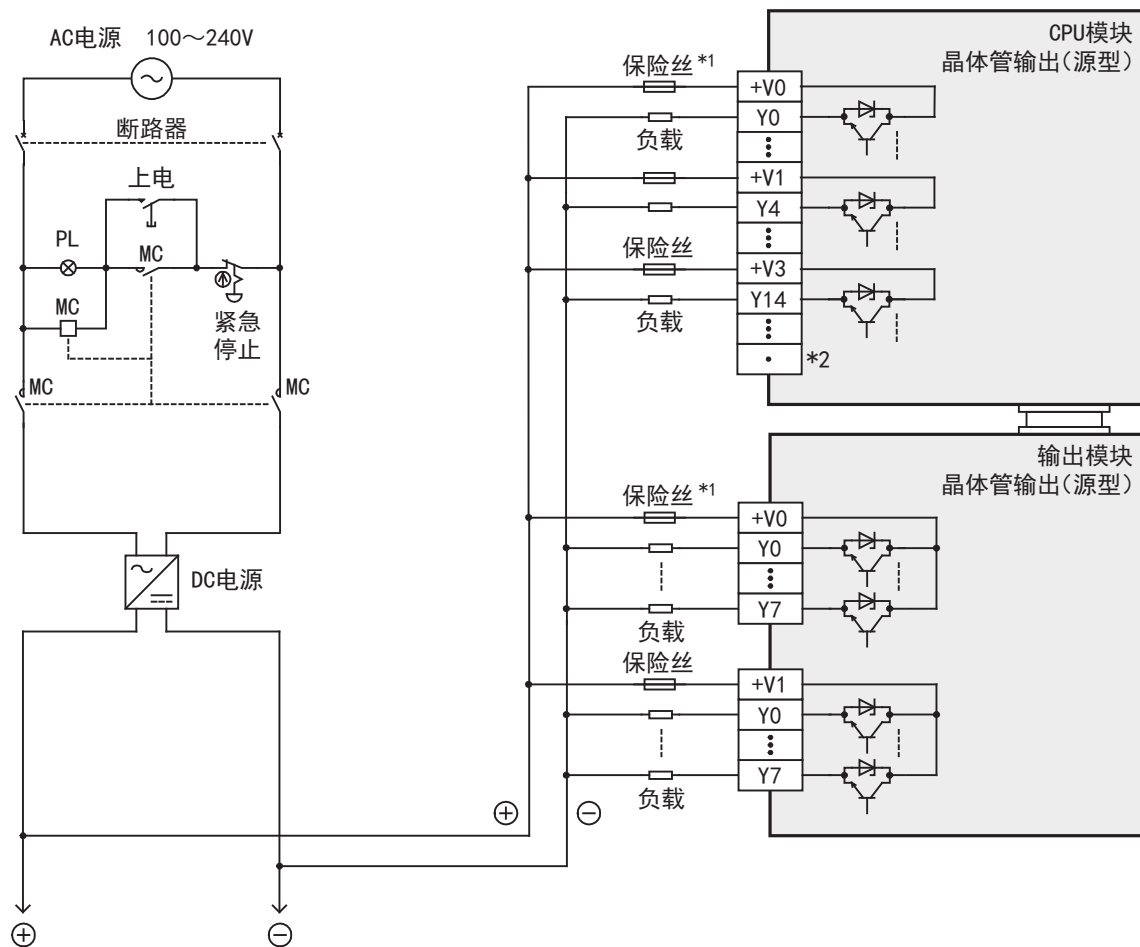 AC电源 100～240V
断路器
上电
PL
MC
MC
紧急
停止
MC
MC
DC电源
⊕
⊖
CPU模块
晶体管输出(源型)
保险丝*1
+V0
Y0
负载
+V1
Y4
保险丝
+V3
Y14
负载
*2
输出模块
晶体管输出(源型)
保险丝*1
+V0
Y0
Y7
负载
保险丝
+V1
Y0
Y7
负载
⊕
⊖